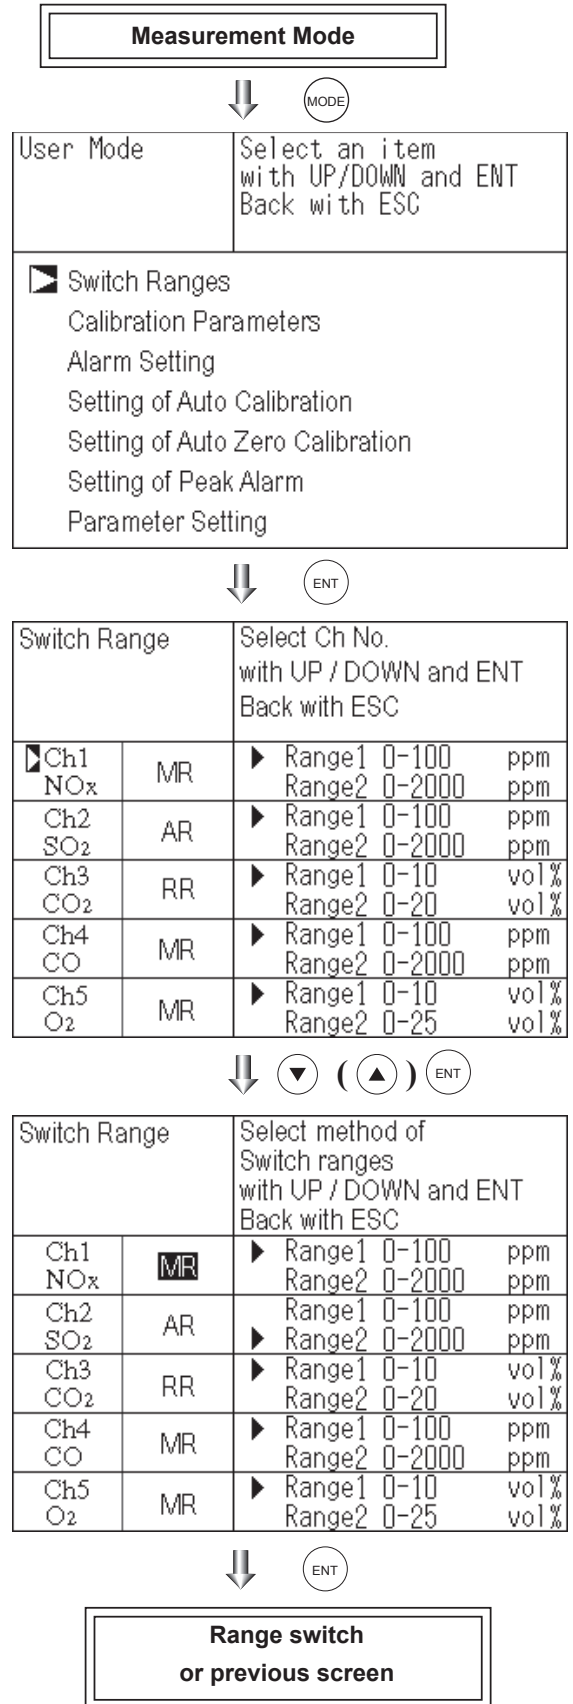 Measurement Mode
MODE
User Mode
Select an item
with UP/DOWN and ENT
Back with ESC
Switch Ranges
Calibration Parameters
Alarm Setting
Setting of Auto Calibration
Setting of Auto Zero Calibration
Setting of Peak Alarm
Parameter Setting
ENT
Switch Range
Select Ch No.
with UP / DOWN and ENT
Back with ESC
Ch1 NOx MR ▶ Range1 0-100 ppm
Range2 0-2000 ppm
Ch2 SO2 AR ▶ Range1 0-100 ppm
Range2 0-2000 ppm
Ch3 CO2 RR ▶ Range1 0-10 vol%
Range2 0-20 vol%
Ch4 CO MR ▶ Range1 0-100 ppm
Range2 0-2000 ppm
Ch5 O2 MR ▶ Range1 0-10 vol%
Range2 0-25 vol%
▼ ( ▲ ) ENT
Switch Range
Select method of
Switch ranges
with UP / DOWN and ENT
Back with ESC
Ch1 NOx MR ▶ Range1 0-100 ppm
Range2 0-2000 ppm
Ch2 SO2 AR Range1 0-100 ppm
▶ Range2 0-2000 ppm
Ch3 CO2 RR ▶ Range1 0-10 vol%
Range2 0-20 vol%
Ch4 CO MR ▶ Range1 0-100 ppm
Range2 0-2000 ppm
Ch5 O2 MR ▶ Range1 0-10 vol%
Range2 0-25 vol%
ENT
Range switch
or previous screen